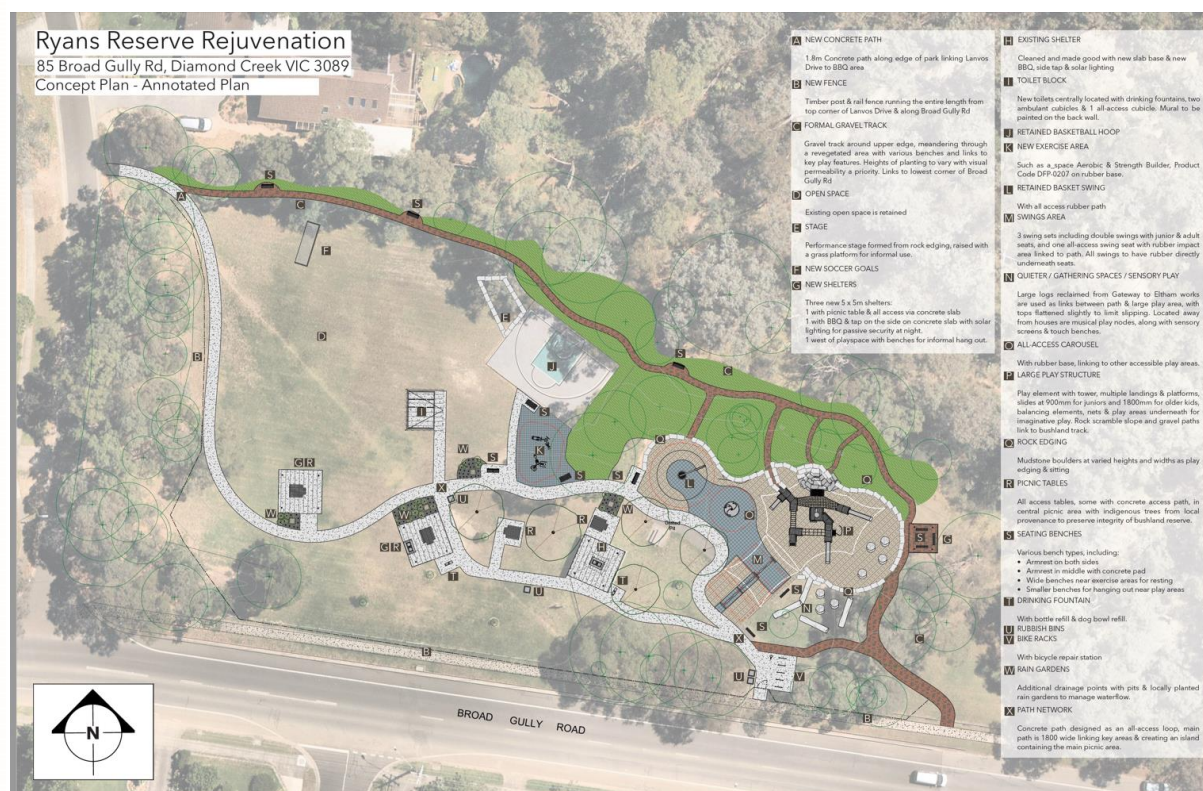 Ryans Reserve Rejuvenation
85 Broad Gully Rd, Diamond Creek VIC 3089
Concept Plan - Annotated Plan
A NEW CONCRETE PATH
1.8m Concrete path along edge of park linking Lanvos
Drive to BBQ area
B NEW FENCE
Timber post & rail fence running the entire length from
top corner of Lanvos Drive & along Broad Gully Rd
C FORMAL GRAVEL TRACK
Gravel track around upper edge, meandering through
a revegetated area with various benches and links to
key play features. Heights of planting to vary with visual
permeability a priority. Links to lowest corner of Broad
Gully Rd
D OPEN SPACE
Existing open space is retained
E STAGE
Performance stage formed from rock edging, raised with
a grass platform for informal use.
F NEW SOCCER GOALS
G NEW SHELTERS
Three new 5 x 5m shelters:
1 with picnic table & all access via concrete slab
1 with BBQ & tap on the side on concrete slab with solar
lighting for passive security at night.
1 west of playspace with benches for informal hang out.
H EXISTING SHELTER
Cleaned and made good with new slab base & new
BBQ, side tap & solar lighting
I TOILET BLOCK
New toilets centrally located with drinking fountains, two
ambulant cubicles & 1 all-access cubicle. Mural to be
painted on the back wall.
J RETAINED BASKETBALL HOOP
K NEW EXERCISE AREA
Such as a_space Aerobic & Strength Builder, Product
Code DFP-0207 on rubber base.
L RETAINED BASKET SWING
With all access rubber path
M SWINGS AREA
3 swing sets including double swings with junior & adult
seats, and one all-access swing seat with rubber impact
area linked to path. All swings to have rubber directly
underneath seats.
N QUIETER / GATHERING SPACES / SENSORY PLAY
Large logs reclaimed from Gateway to Eltham works
are used as links between path & large play area, with
tops flattened slightly to limit slipping. Located away
from houses are musical play nodes, along with sensory
screens & touch benches.
O ALL-ACCESS CAROUSEL
With rubber base, linking to other accessible play areas.
P LARGE PLAY STRUCTURE
Play element with tower, multiple landings & platforms,
slides at 900mm for juniors and 1800mm for older kids,
balancing elements, nets & play areas underneath for
imaginative play. Rock scramble slope and gravel paths
link to bushland track.
Q ROCK EDGING
Mudstone boulders at varied heights and widths as play
edging & sitting
R PICNIC TABLES
All access tables, some with concrete access path, in
central picnic area with indigenous trees from local
provenance to preserve integrity of bushland reserve.
S SEATING BENCHES
Various bench types, including:
• Armrest on both sides
• Armrest in middle with concrete pad
• Wide benches near exercise areas for resting
• Smaller benches for hanging out near play areas
T DRINKING FOUNTAIN
With bottle refill & dog bowl refill.
U RUBBISH BINS
V BIKE RACKS
With bicycle repair station
W RAIN GARDENS
Additional drainage points with pits & locally planted
rain gardens to manage waterflow.
X PATH NETWORK
Concrete path designed as an all-access loop, main
path is 1800 wide linking key areas & creating an island
containing the main picnic area.
S
A
C
S
F
E
D
B
J
S
C
I
S
W
S
K
Q
G R
S
S
L
Q
X
U
W
W
R
R
W
O
P
G R
H
S
G
T
T
M
U
S
N
Q
S
X
C
B
U
V
B
BROAD GULLY ROAD
N